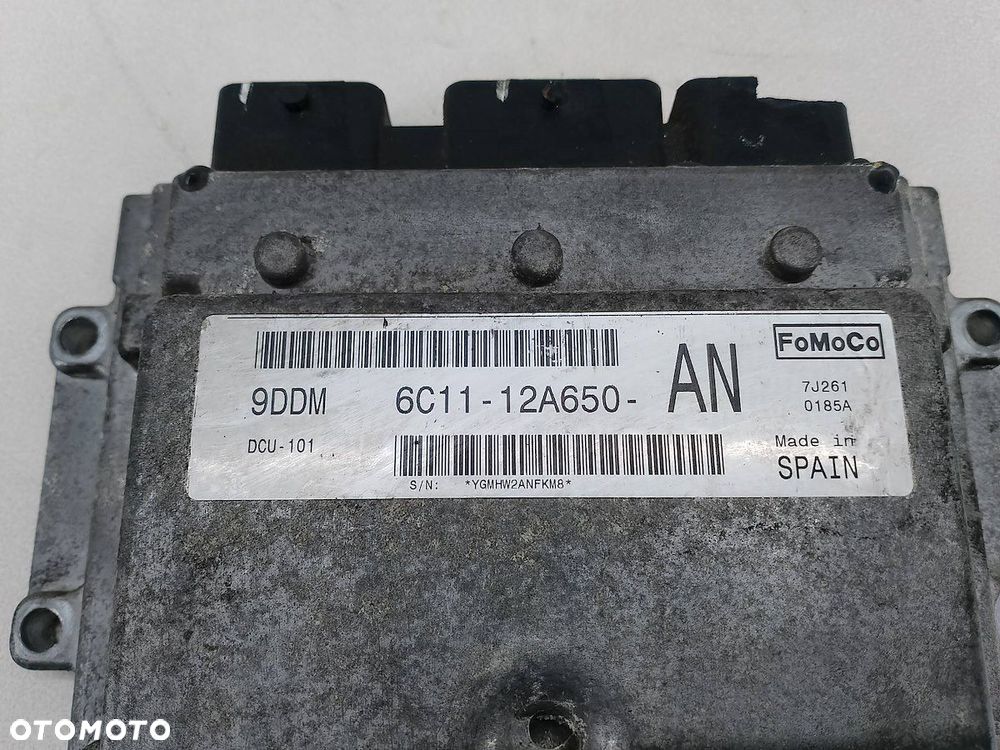 FoMoCo
9DDM 6C11-12A650- AN
7J261
0185A
DCU-101
Made in
SPAIN
S/N: *YGMHW2ANFKM8*
OTOMOTO